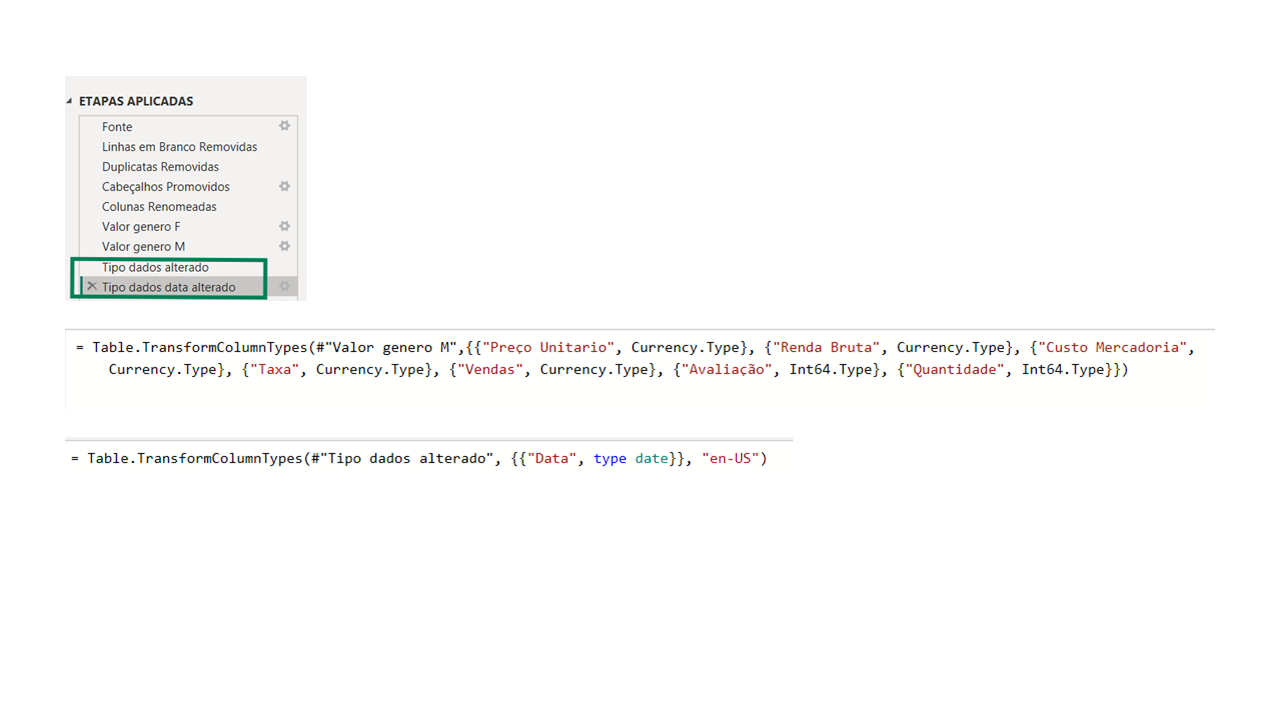 ETAPAS APLICADAS
Fonte
Linhas em Branco Removidas
Duplicatas Removidas
Cabeçalhos Promovidos
Colunas Renomeadas
Valor genero F
Valor genero M
Tipo dados alterado
Tipo dados data alterado
= Table.TransformColumnTypes(#"Valor genero M",{{"Preço Unitario", Currency.Type}, {"Renda Bruta", Currency.Type}, {"Custo Mercadoria",
Currency.Type}, {"Taxa", Currency.Type}, {"Vendas", Currency.Type}, {"Avaliação", Int64.Type}, {"Quantidade", Int64.Type}})
= Table.TransformColumnTypes(#"Tipo dados alterado", {{"Data", type date}}, "en-US")